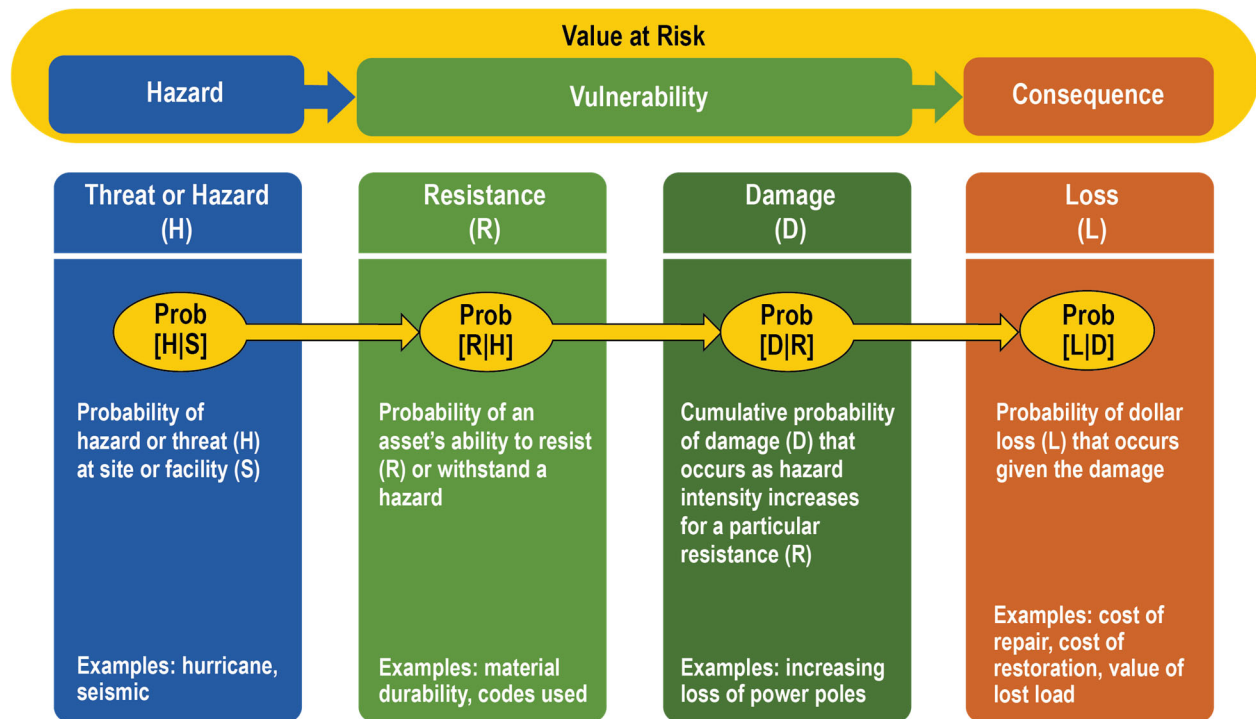 Value at Risk
Hazard
Vulnerability
Consequence
Threat or Hazard
(H)
Prob
[H|S]
Probability of
hazard or threat (H)
at site or facility (S)
Examples: hurricane,
seismic
Resistance
(R)
Prob
[R|H]
Probability of an
asset's ability to resist
(R) or withstand a
hazard
Examples: material
durability, codes used
Damage
(D)
Prob
[D|R]
Cumulative probability
of damage (D) that
occurs as hazard
intensity increases
for a particular
resistance (R)
Examples: increasing
loss of power poles
Loss
(L)
Prob
[L|D]
Probability of dollar
loss (L) that occurs
given the damage
Examples: cost of
repair, cost of
restoration, value of
lost load